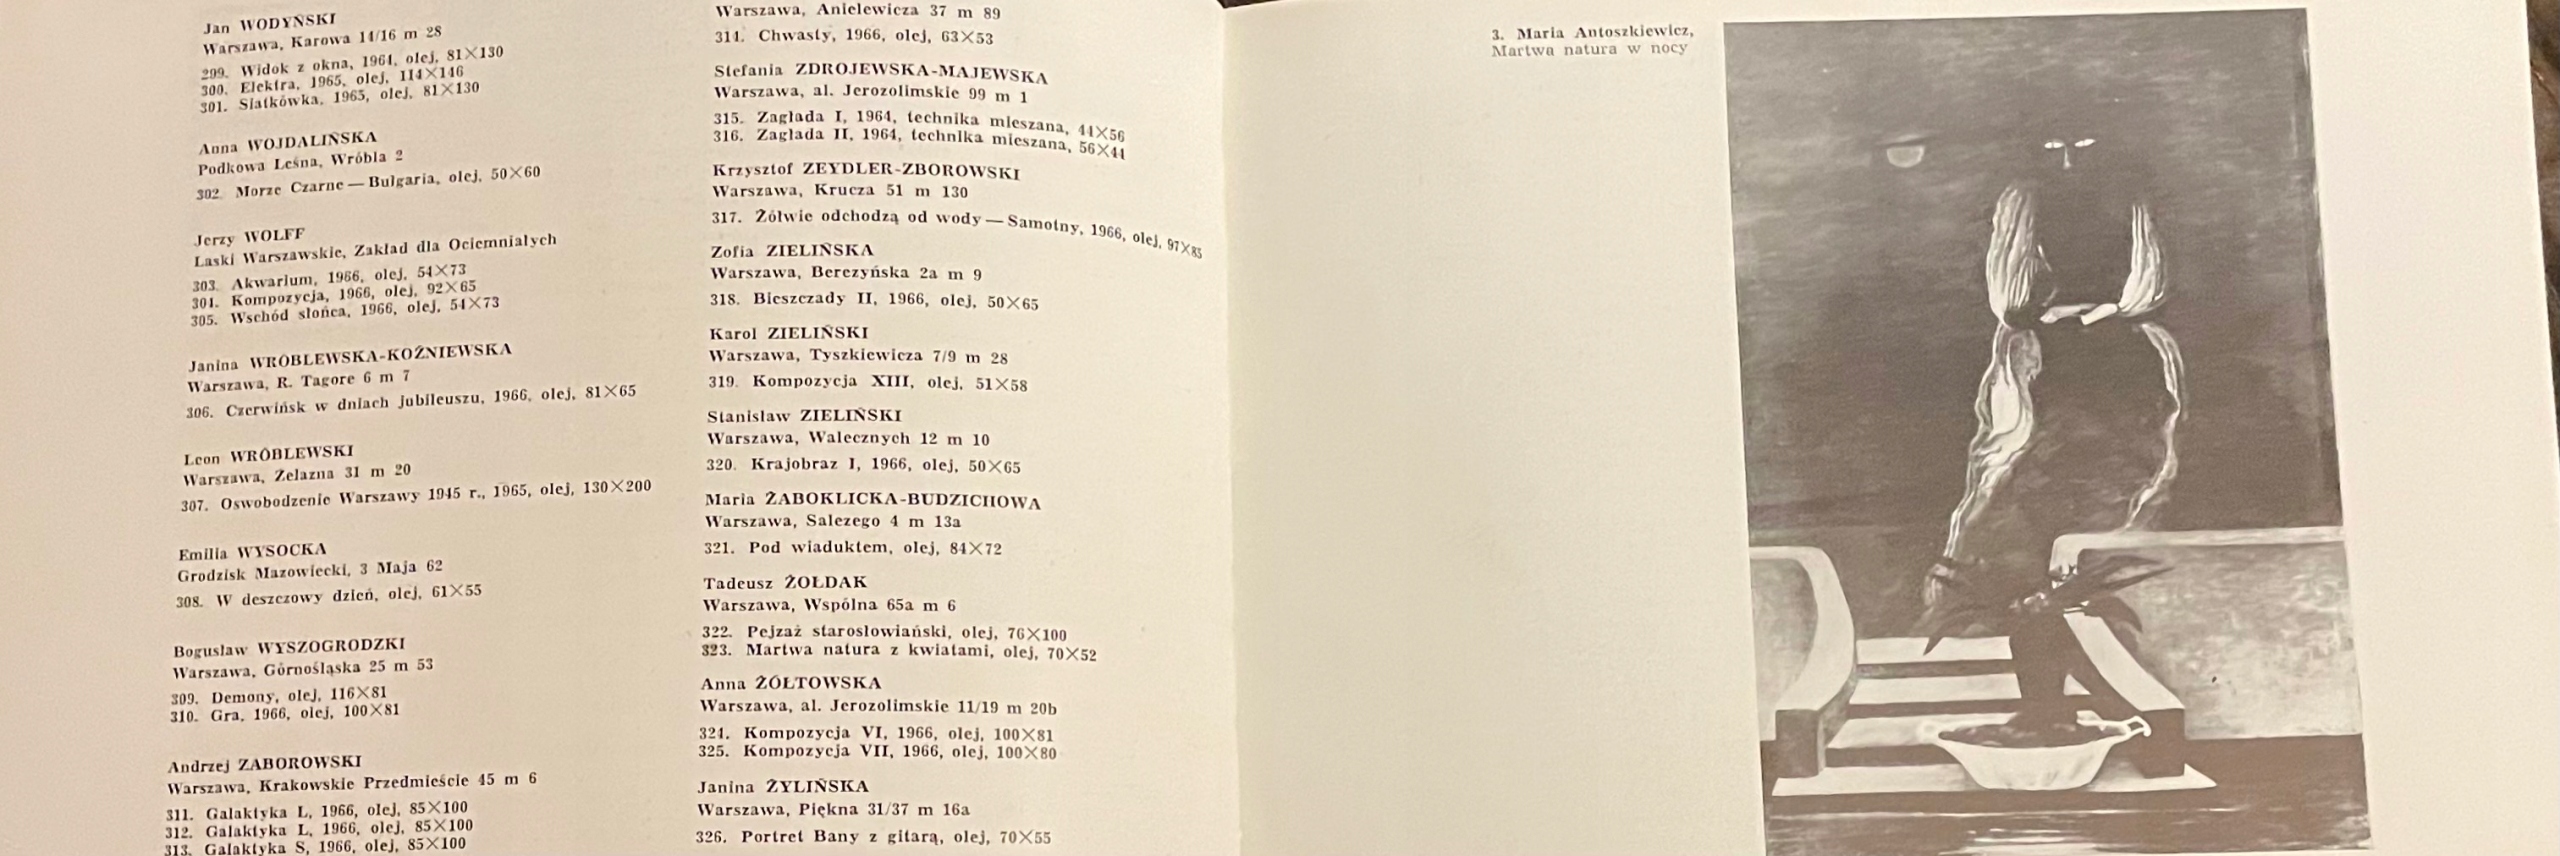 Jan WODYŃSKI
Warszawa, Karowa 14/16 m 28
299. Widok z okna, 1964, olej, 81×130
300. Elektra, 1965, olej, 114×146
301. Siatkówka, 1965, olej, 81×130
Anna WOJDALIŃSKA
Podkowa Leśna, Wróbla 2
302. Morze Czarne — Bułgaria, olej, 50×60
Jerzy WOLFF
Laski Warszawskie, Zakład dla Ociemniałych
303. Akwarium, 1966, olej, 54×73
304. Kompozycja, 1966, olej, 92×65
305. Wschód słońca, 1966, olej, 54×73
Janina WRÓBLEWSKA-KOŹNIEWSKA
Warszawa, R. Tagore 6 m 7
306. Czerwińsk w dniach jubileuszu, 1966, olej, 81×65
Leon WRÓBLEWSKI
Warszawa, Żelazna 31 m 20
307. Oswobodzenie Warszawy 1945 r., 1965, olej, 130×200
Emilia WYSOCKA
Grodzisk Mazowiecki, 3 Maja 62
308. W deszczowy dzień, olej, 61×55
Bogusław WYSZOGRODZKI
Warszawa, Górnośląska 25 m 53
309. Demony, olej, 116×81
310. Gra, 1966, olej, 100×81
Andrzej ZABOROWSKI
Warszawa, Krakowskie Przedmieście 45 m 6
311. Galaktyka L, 1966, olej, 85×100
312. Galaktyka L, 1966, olej, 85×100
313. Galaktyka S, 1966, olej, 85×100
Warszawa, Anielewicza 37 m 89
314. Chwasty, 1966, olej, 63×53
Stefania ZDROJEWSKA-MAJEWSKA
Warszawa, al. Jerozolimskie 99 m 1
315. Zagłada I, 1964, technika mieszana, 44×56
316. Zagłada II, 1964, technika mieszana, 56×44
Krzysztof ZEYDLER-ZBOROWSKI
Warszawa, Krucza 51 m 130
317. Żółwie odchodzą od wody — Samotny, 1966, olej, 97×85
Zofia ZIELIŃSKA
Warszawa, Berezyńska 2a m 9
318. Bieszczady II, 1966, olej, 50×65
Karol ZIELIŃSKI
Warszawa, Tyszkiewicza 7/9 m 28
319. Kompozycja XIII, olej, 51×58
Stanisław ZIELIŃSKI
Warszawa, Walecznych 12 m 10
320. Krajobraz I, 1966, olej, 50×65
Maria ŻABOKLICKA-BUDZICHOWA
Warszawa, Salezego 4 m 13a
321. Pod wiaduktem, olej, 84×72
Tadeusz ŻOŁDAK
Warszawa, Wspólna 65a m 6
322. Pejzaż starosłowiański, olej, 76×100
323. Martwa natura z kwiatami, olej, 70×52
Anna ŻÓŁTOWSKA
Warszawa, al. Jerozolimskie 11/19 m 20b
324. Kompozycja VI, 1966, olej, 100×81
325. Kompozycja VII, 1966, olej, 100×80
Janina ŻYLIŃSKA
Warszawa, Piękna 31/37 m 16a
326. Portret Bany z gitarą, olej, 70×55
3. Maria Antoszkiewicz,
Martwa natura w nocy